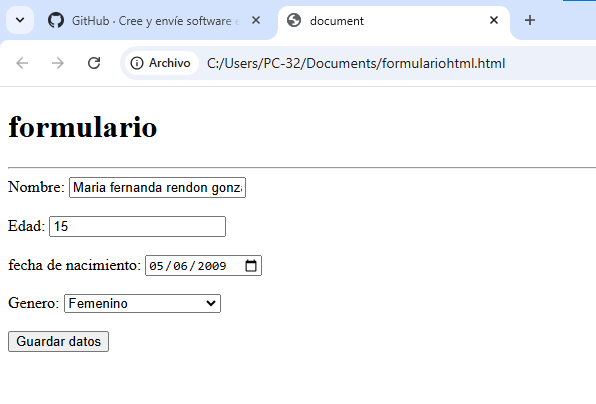 GitHub · Cree y envíe software
document
Archivo C:/Users/PC-32/Documents/formulariohtml.html
formulario
Nombre: Maria fernanda rendon gonz
Edad: 15
fecha de nacimiento: 05/06/2009
Genero: Femenino
Guardar datos